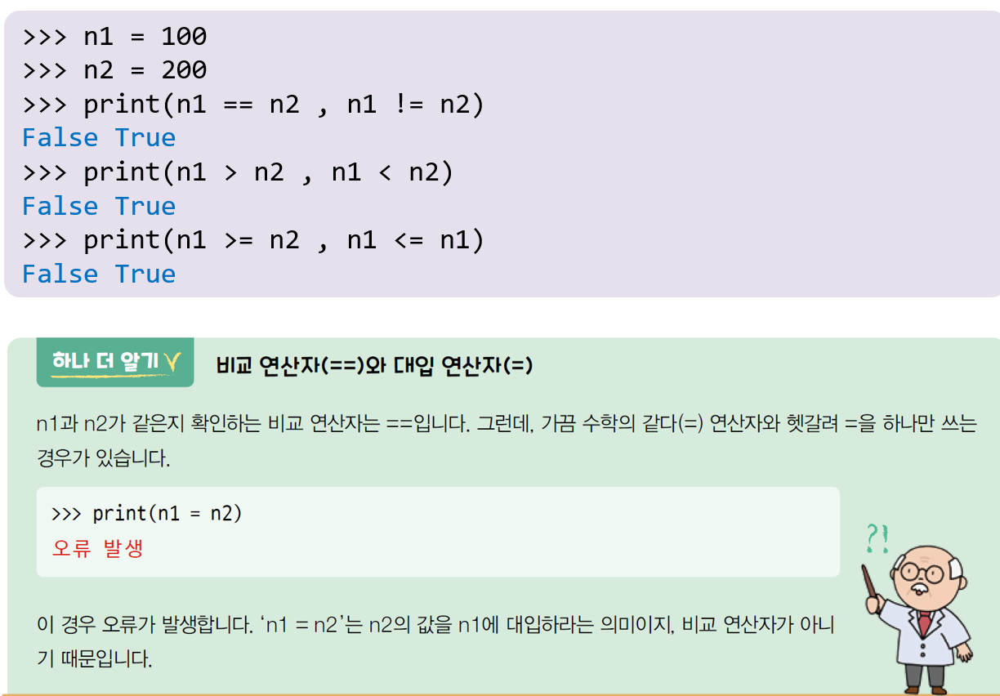 >>> n1 = 100
>>> n2 = 200
>>> print(n1 == n2 , n1 != n2)
False True
>>> print(n1 > n2 , n1 < n2)
False True
>>> print(n1 >= n2 , n1 <= n1)
False True
하나 더 알기
비교 연산자(==)와 대입 연산자(=)
n1과 n2가 같은지 확인하는 비교 연산자는 ==입니다. 그런데, 가끔 수학의 같다(=) 연산자와 헷갈려 =을 하나만 쓰는
경우가 있습니다.
>>> print(n1 = n2)
오류 발생
?!
이 경우 오류가 발생합니다. ‘n1 = n2’는 n2의 값을 n1에 대입하라는 의미이지, 비교 연산자가 아니
기 때문입니다.